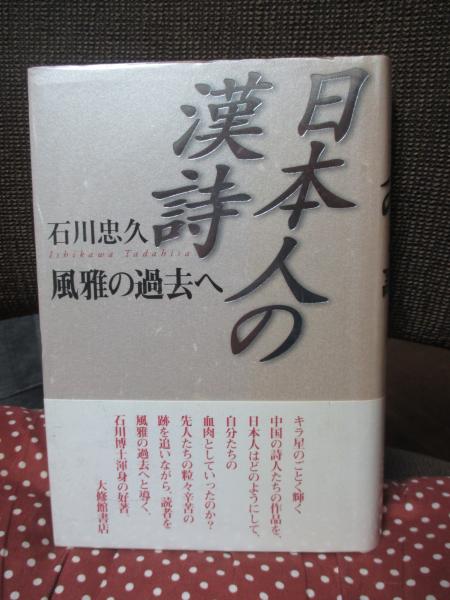 日本人の
漢詩
石川忠久
Ishikawa Tadahisa
風雅の過去へ
キラ星のごとく輝く
中国の詩人たちの作品を、
日本人はどのようにして、
自分たちの
血肉としていったのか?
先人たちの粒々辛苦の
跡を追いながら、読者を
風雅の過去へと導く、
石川博士渾身の好著。
大修館書店